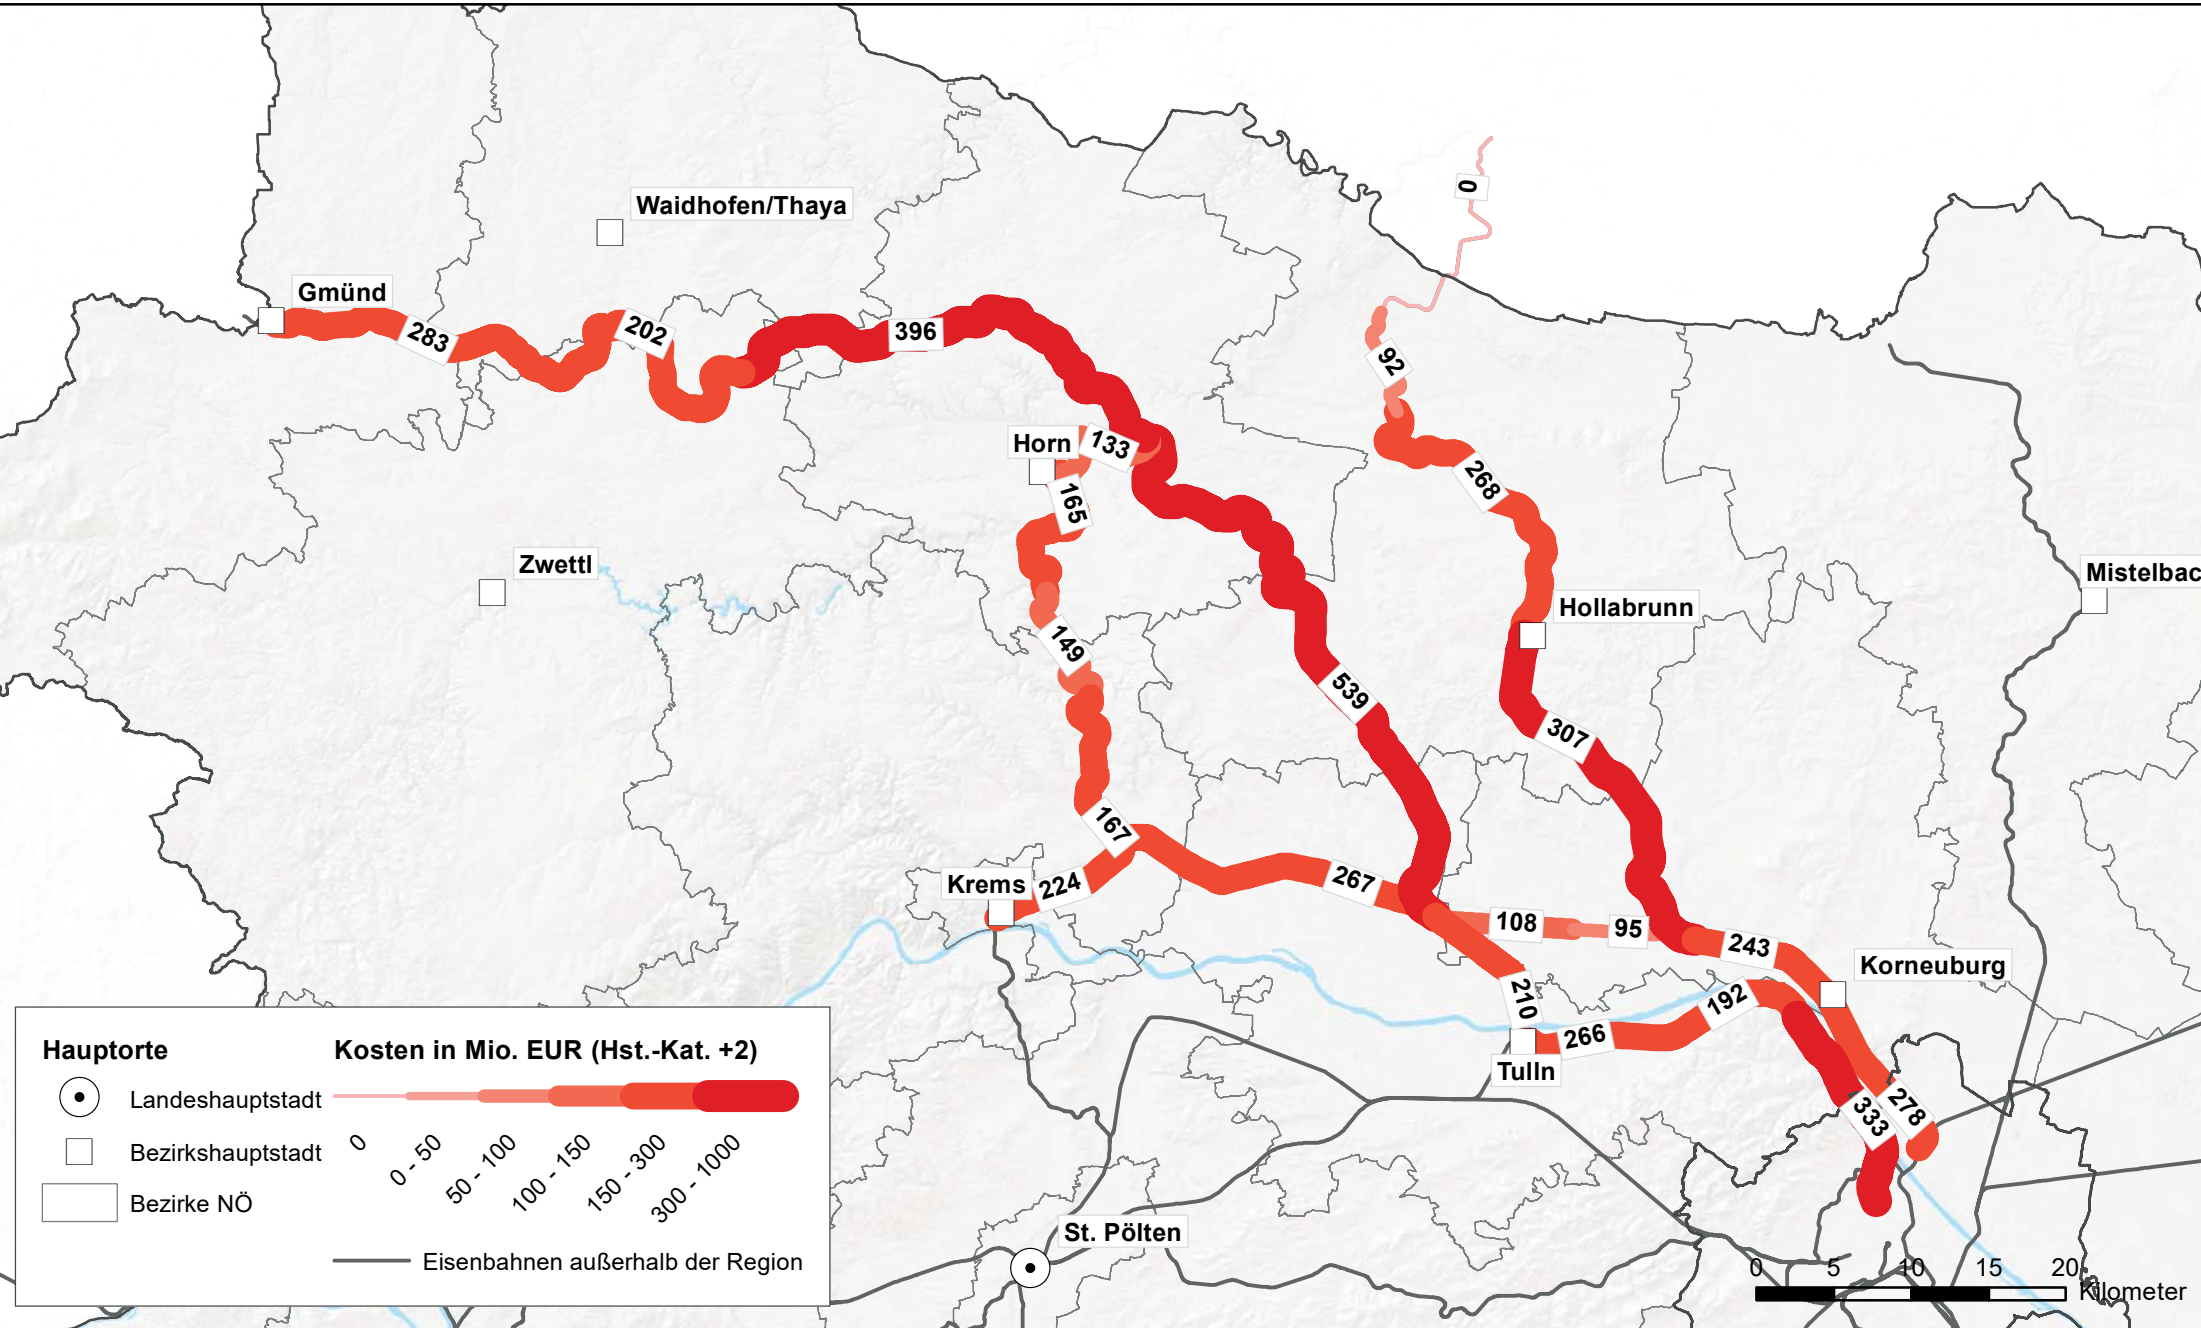 0
Waidhofen/Thaya
Gmünd
283
202
396
92
Horn
133
165
268
Zwettl
Mistelbac
Hollabrunn
149
539
307
167
Krems
224
267
108
95
243
Korneuburg
210
192
266
Tulln
278
333
Hauptorte
Landeshauptstadt
Bezirkshauptstadt
Bezirke NÖ
Kosten in Mio. EUR (Hst.-Kat. +2)
0
0 - 50
50 - 100
100 - 150
150 - 300
300 - 1000
Eisenbahnen außerhalb der Region
St. Pölten
0 5 10 15 20
Kilometer